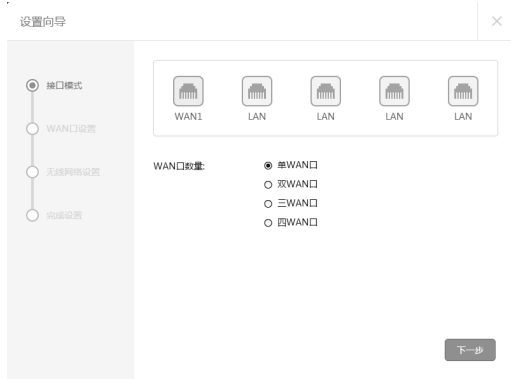 设置向导
接口模式
WAN口设置
无线网络设置
完成设置
WAN1 LAN LAN LAN LAN
WAN口数量: 单WAN口
双WAN口
三WAN口
四WAN口
下一步